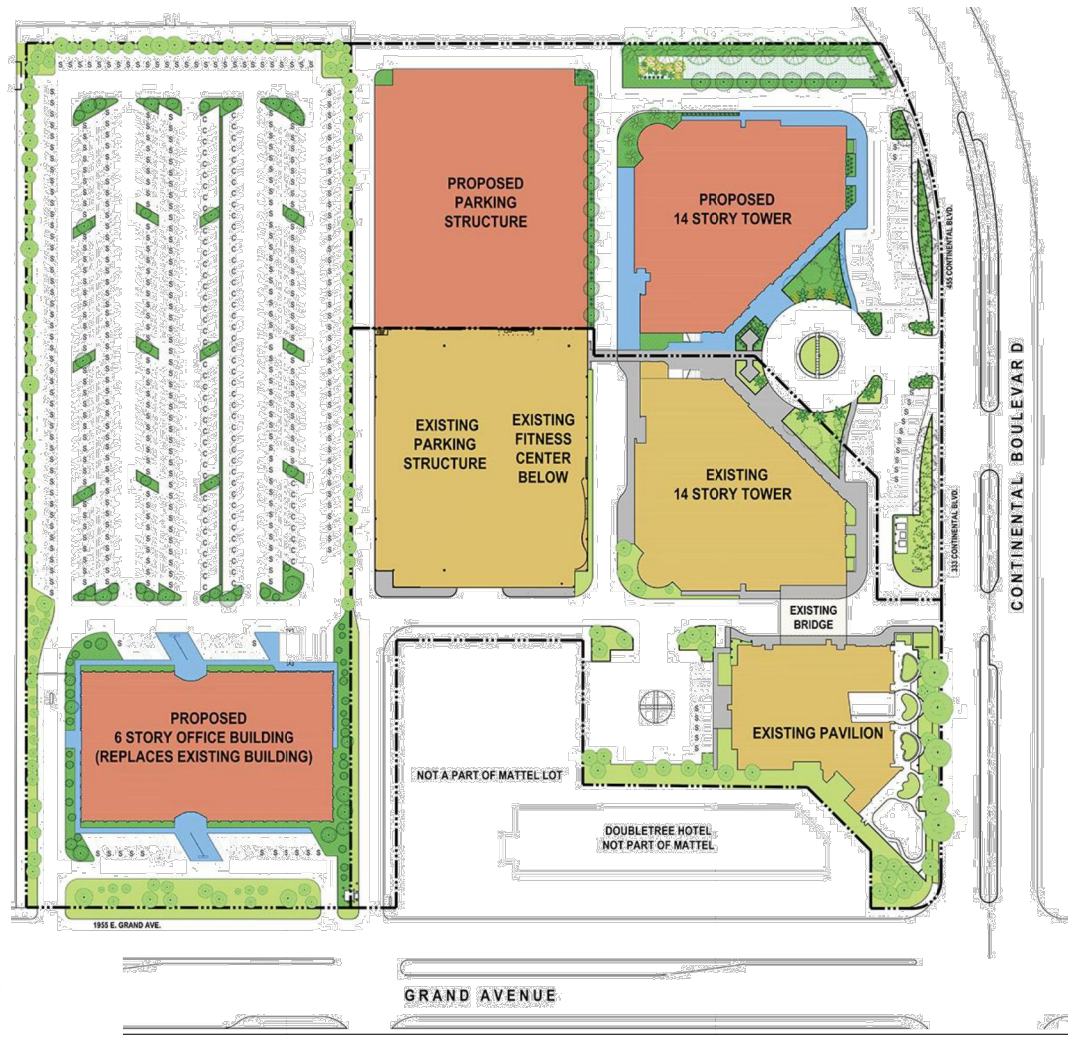 PROPOSED
PARKING
STRUCTURE
PROPOSED
14 STORY TOWER
455 CONTINENTAL BLVD.
EXISTING
PARKING
STRUCTURE
EXISTING
FITNESS
CENTER
BELOW
EXISTING
14 STORY TOWER
333 CONTINENTAL BLVD.
CONTINENTAL BOULEVARD
EXISTING
BRIDGE
PROPOSED
6 STORY OFFICE BUILDING
(REPLACES EXISTING BUILDING)
EXISTING PAVILION
NOT A PART OF MATTEL LOT
DOUBLETREE HOTEL
NOT PART OF MATTEL
1955 E. GRAND AVE.
GRAND AVENUE